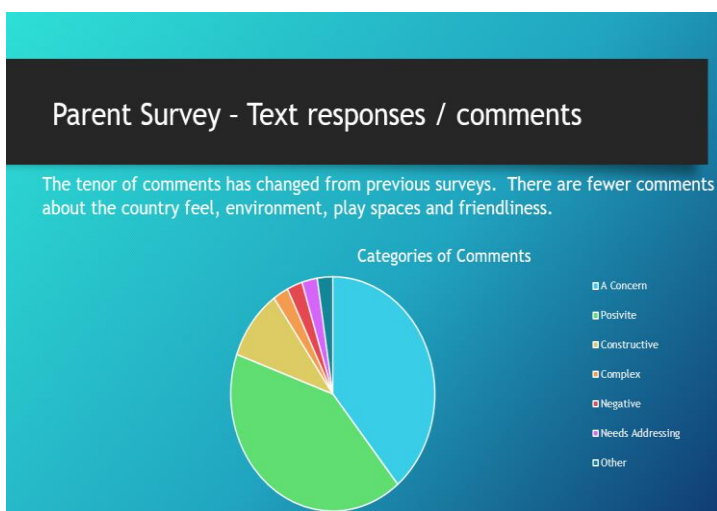 Parent Survey - Text responses / comments
The tenor of comments has changed from previous surveys.  There are fewer comments
about the country feel, environment, play spaces and friendliness.
Categories of Comments
A Concern
Posivite
Constructive
Complex
Negative
Needs Addressing
Other